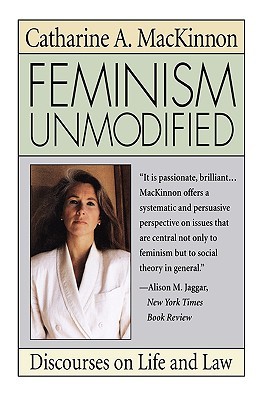 Catharine A. MacKinnon
FEMINISM
UNMODIFIED
“It is passionate, brilliant…
MacKinnon offers a
systematic and persuasive
perspective on issues that
are central not only to
feminism but to social
theory in general.”
—Alison M. Jaggar,
New York Times
Book Review
Discourses on Life and Law